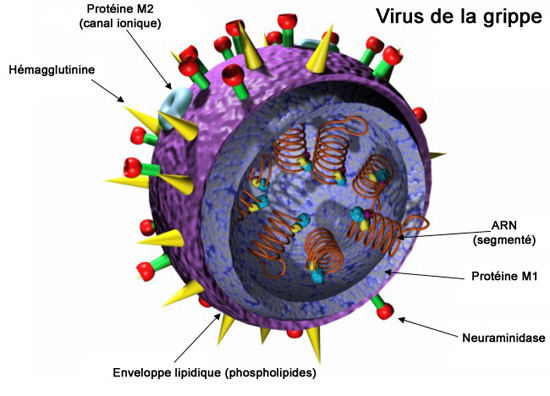 Virus de la grippe
Protéine M2
(canal ionique)
Hémagglutinine
ARN
(segmenté)
Protéine M1
Neuraminidase
Enveloppe lipidique (phospholipides)